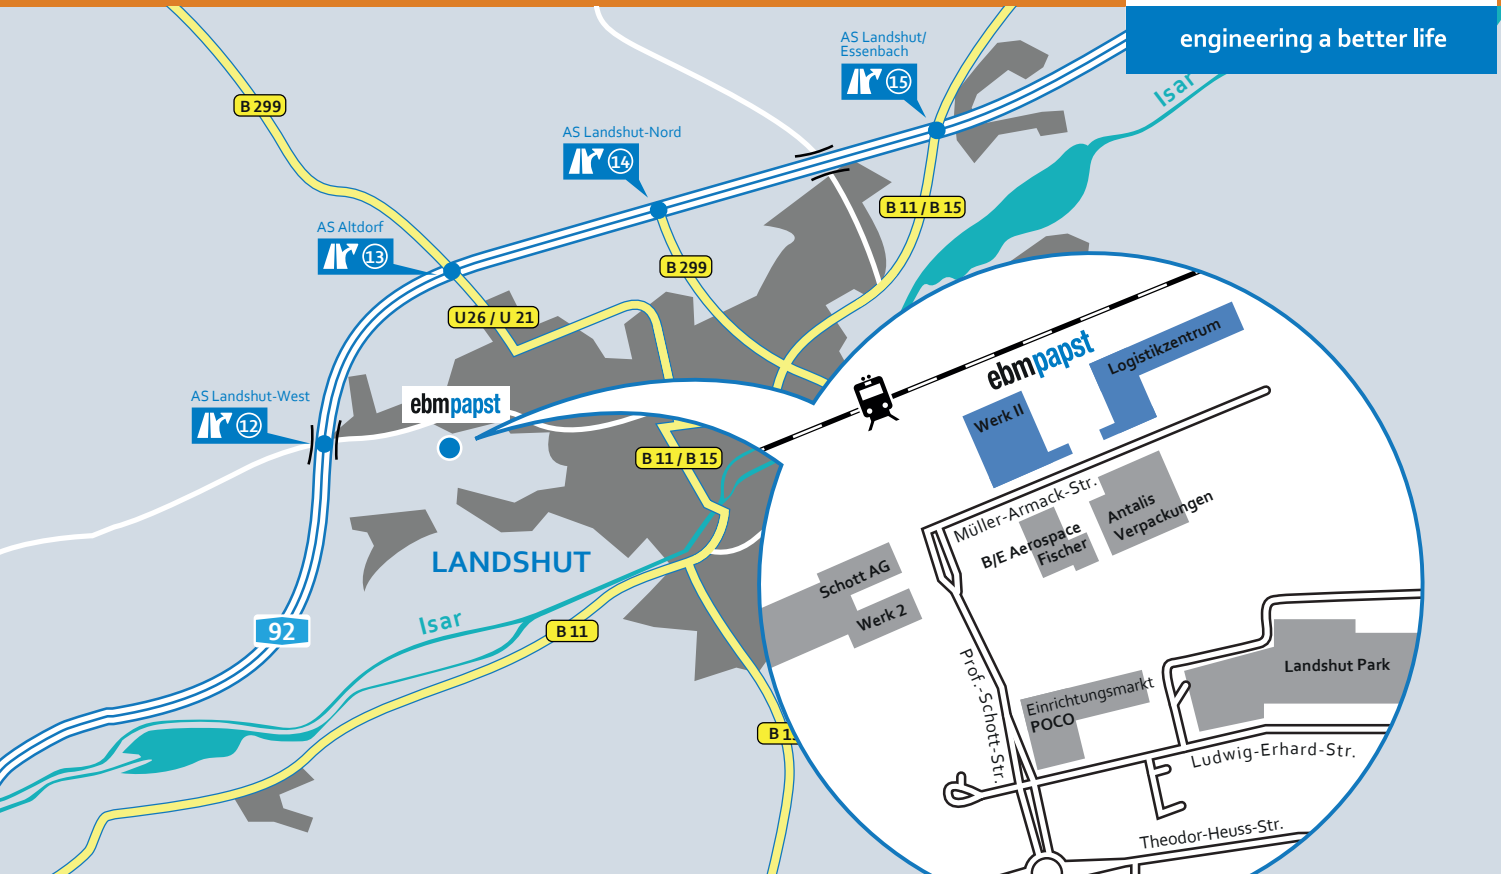 engineering a better life
AS Landshut/
Essenbach
15
Isar
B 299
AS Landshut-Nord
14
B 11 / B 15
AS Altdorf
13
B 299
U26 / U 21
AS Landshut-West
12
ebmpapst
B 11 / B 15
LANDSHUT
Isar
B 11
92
ebmpapst
Logistikzentrum
Werk II
Müller-Armack-Str.
Antalis
Verpackungen
B/E Aerospace
Fischer
Schott AG
Werk 2
Prof.-Schott-Str.
Landshut Park
Einrichtungsmarkt
POCO
Ludwig-Erhard-Str.
Theodor-Heuss-Str.